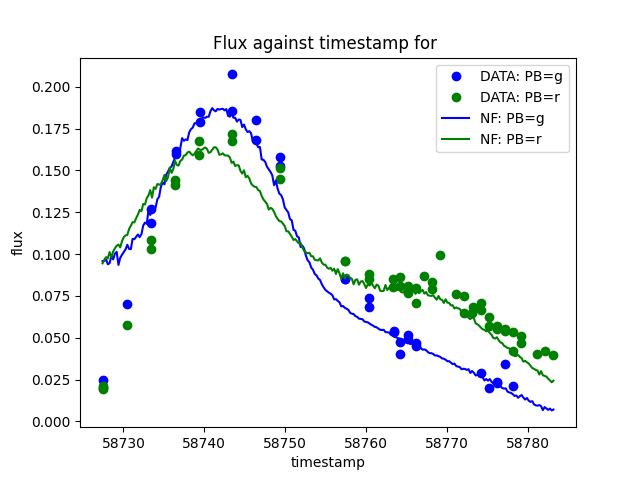 Flux against timestamp for
DATA: PB=g
DATA: PB=r
NF: PB=g
NF: PB=r
flux
0.200
0.175
0.150
0.125
0.100
0.075
0.050
0.025
0.000
58730 58740 58750 58760 58770 58780
timestamp